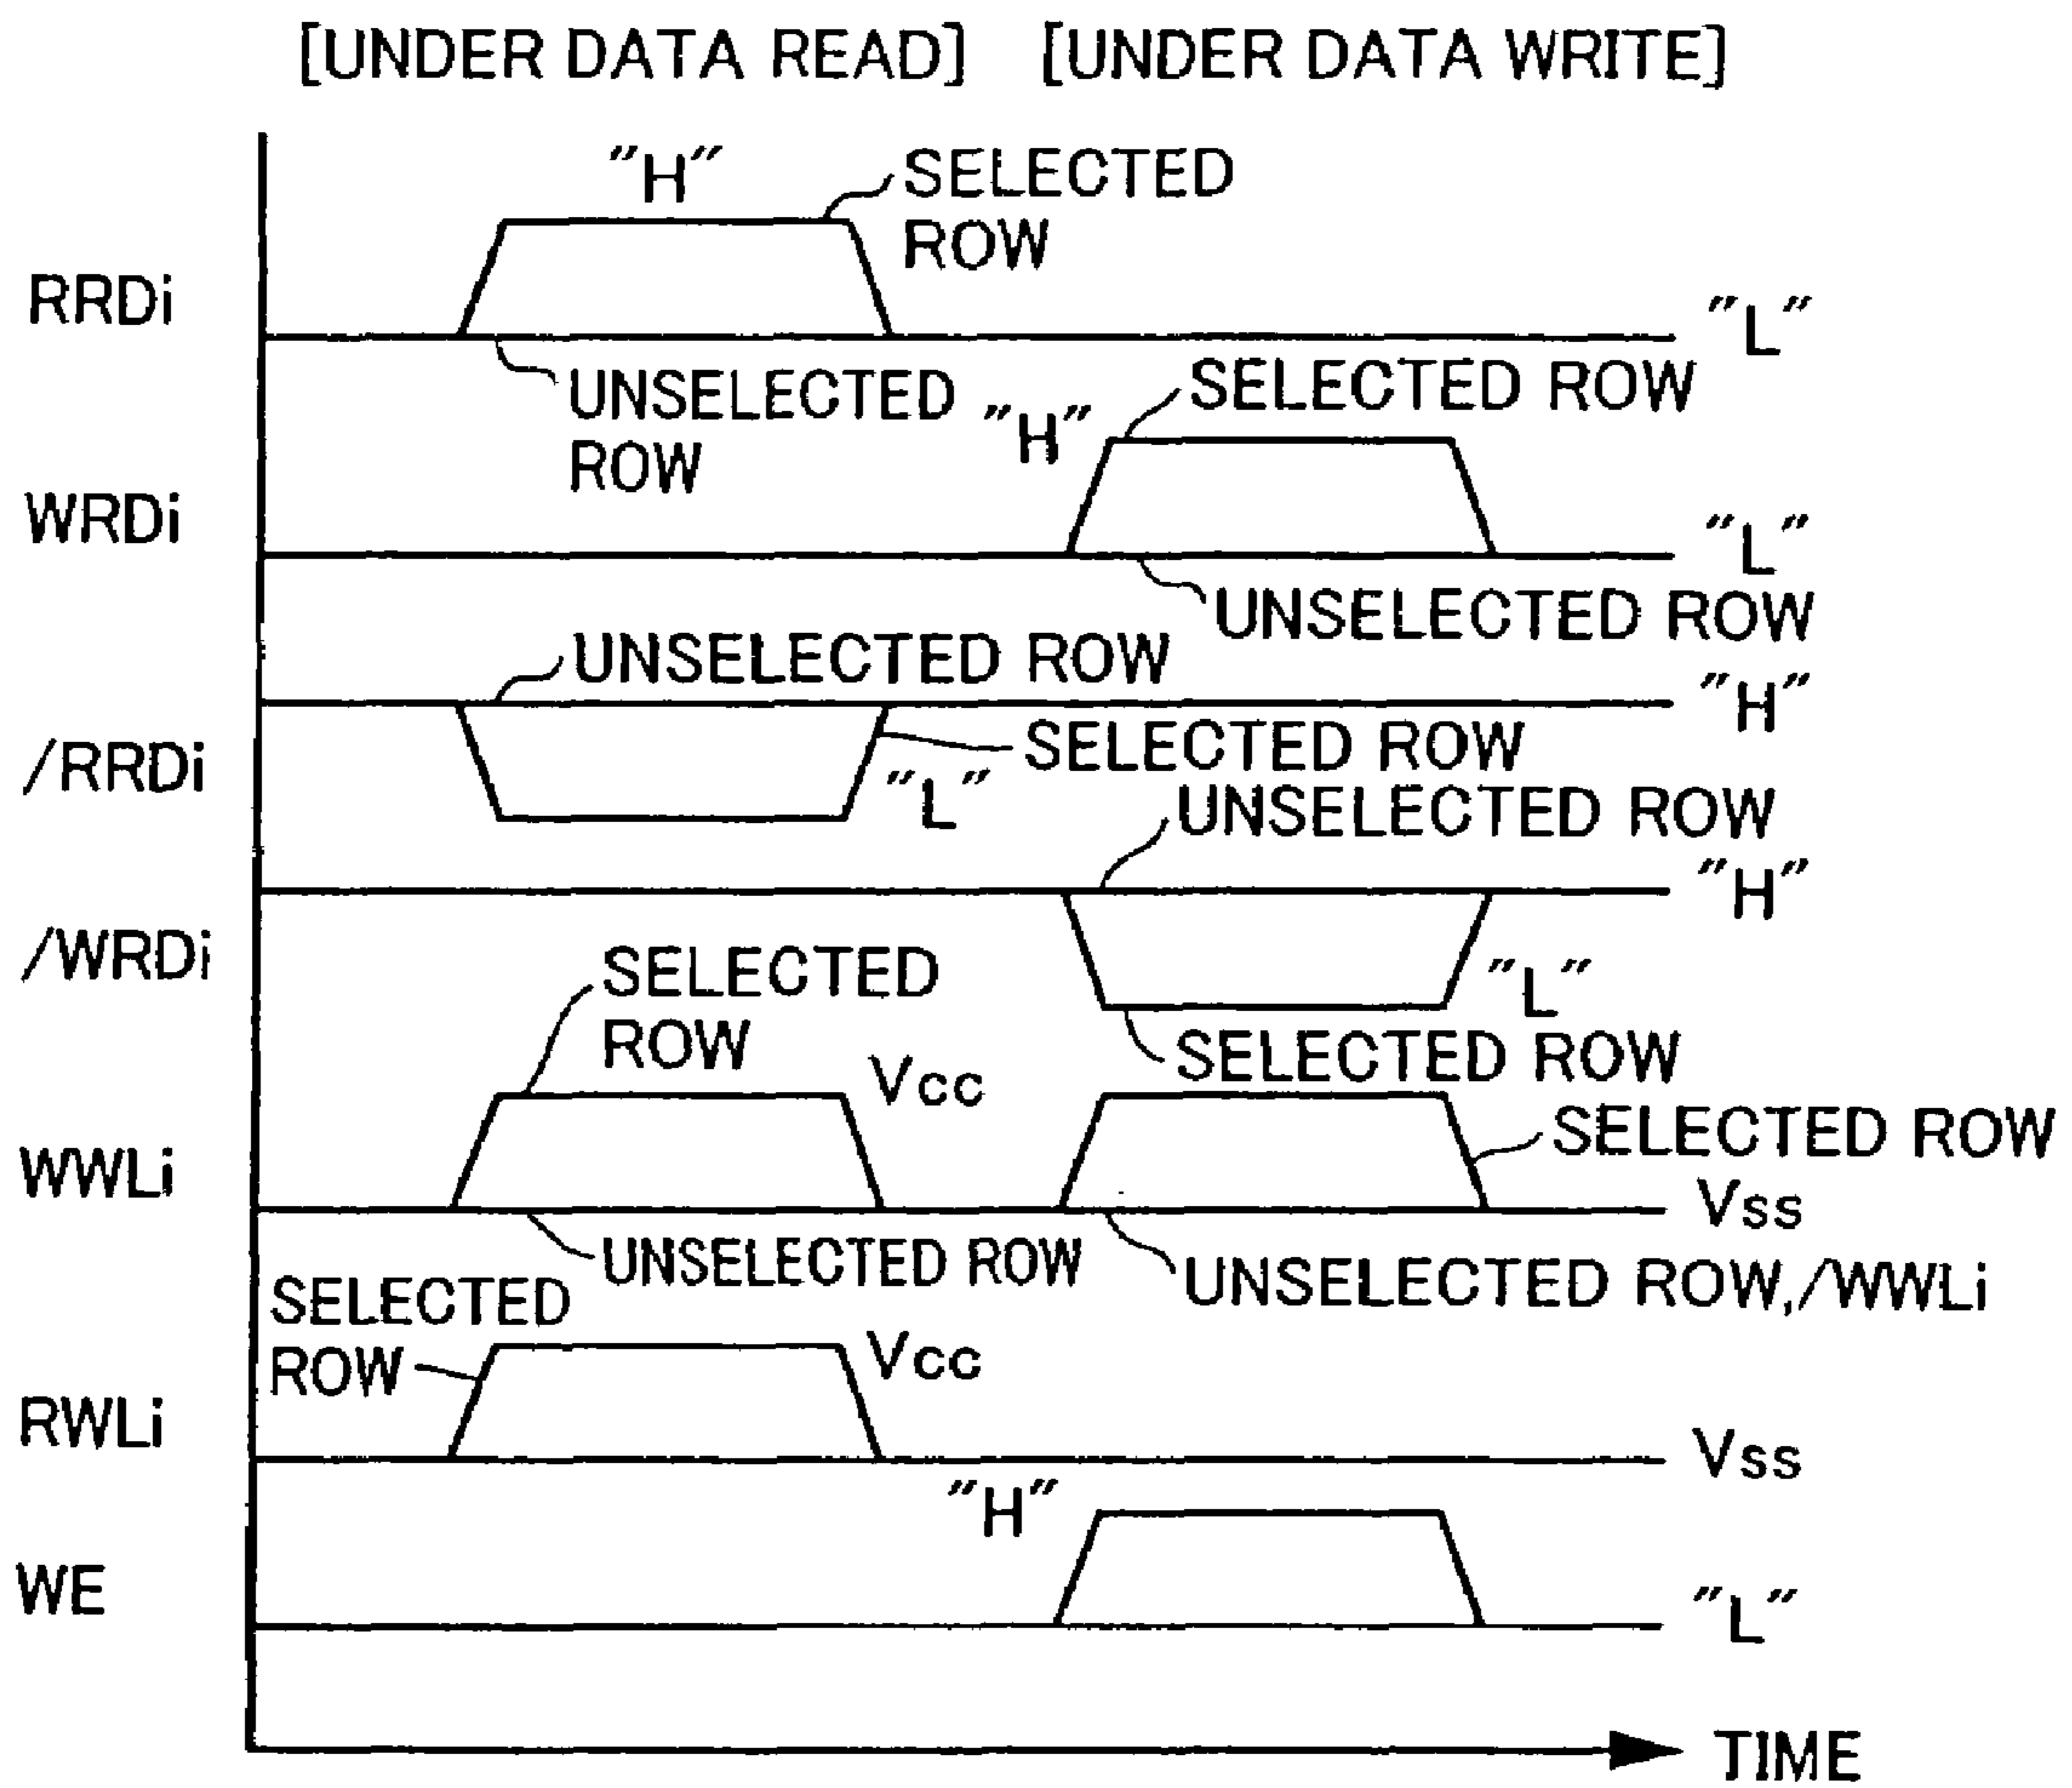 [UNDER DATA READ] [UNDER DATA WRITE]
"H"
SELECTED
ROW
RRDi
"L"
UNSELECTED
ROW
"H"
SELECTED ROW
WRDi
"L"
UNSELECTED ROW
UNSELECTED ROW
"H"
/RRDi
SELECTED ROW
"L"
UNSELECTED ROW
"H"
/WRDi
SELECTED
ROW
"L"
SELECTED ROW
Vcc
SELECTED ROW
WWLi
Vss
UNSELECTED ROW
UNSELECTED ROW,/WWLi
SELECTED
ROW
Vcc
RWLi
Vss
"H"
WE
"L"
TIME